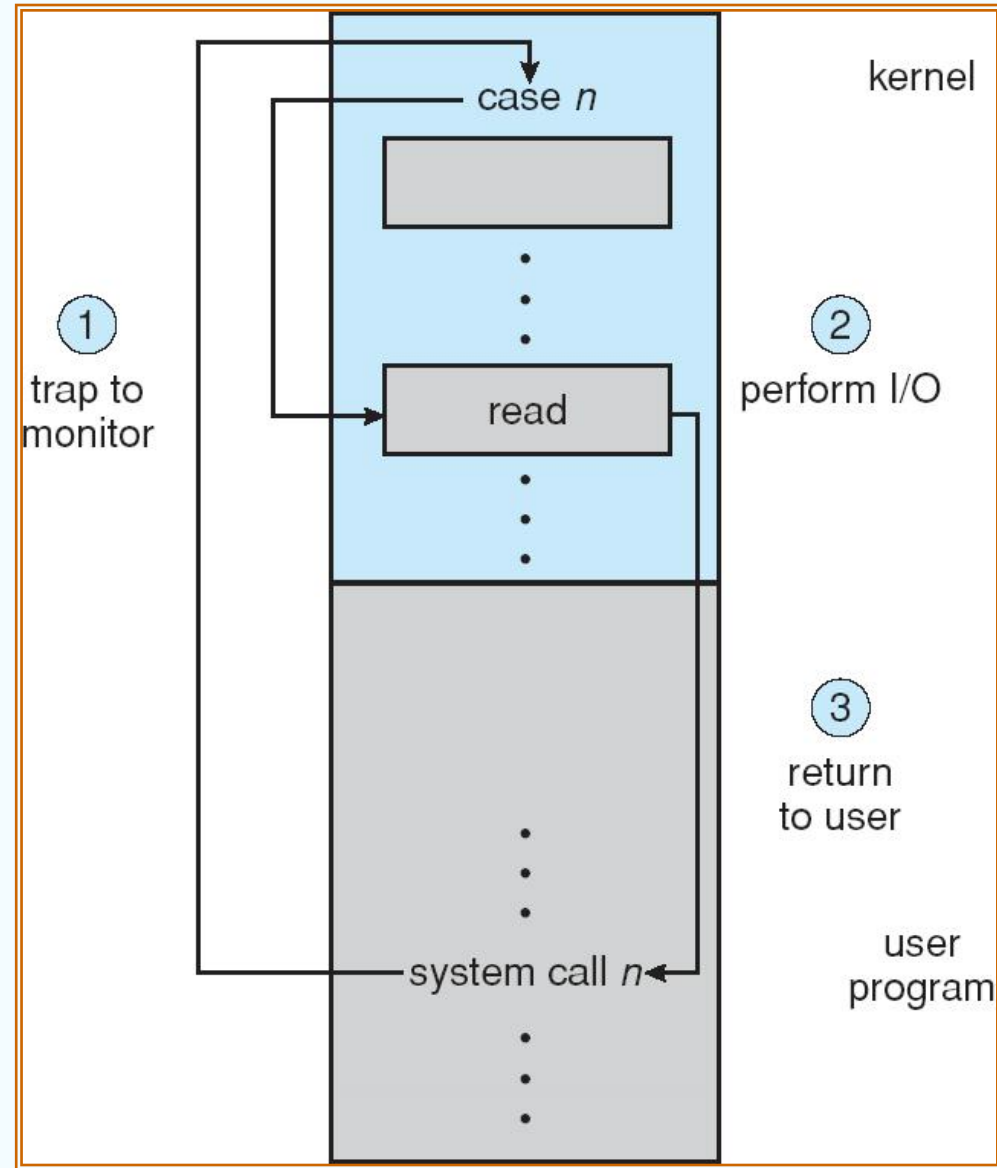 kernel
case n
1
trap to
monitor
2
perform I/O
read
3
return
to user
system call n
user
program